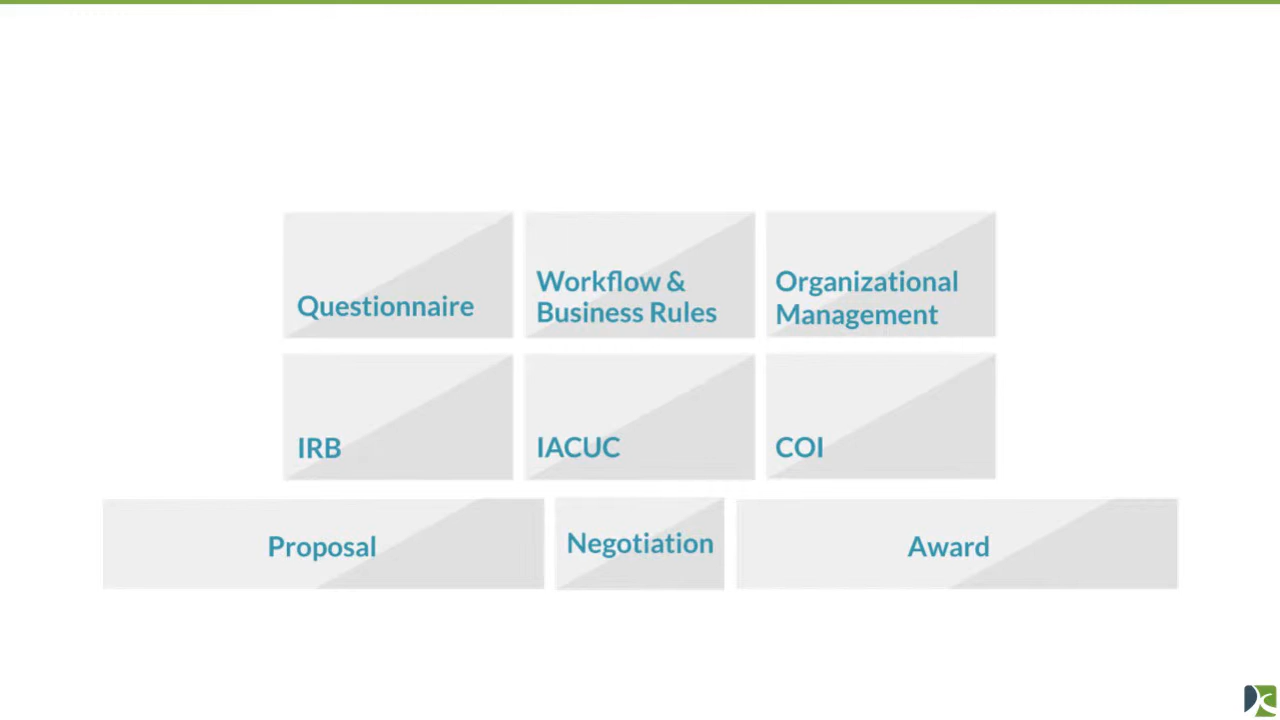 Questionnaire
Workflow &
Business Rules
Organizational
Management
IRB
IACUC
COI
Proposal
Negotiation
Award